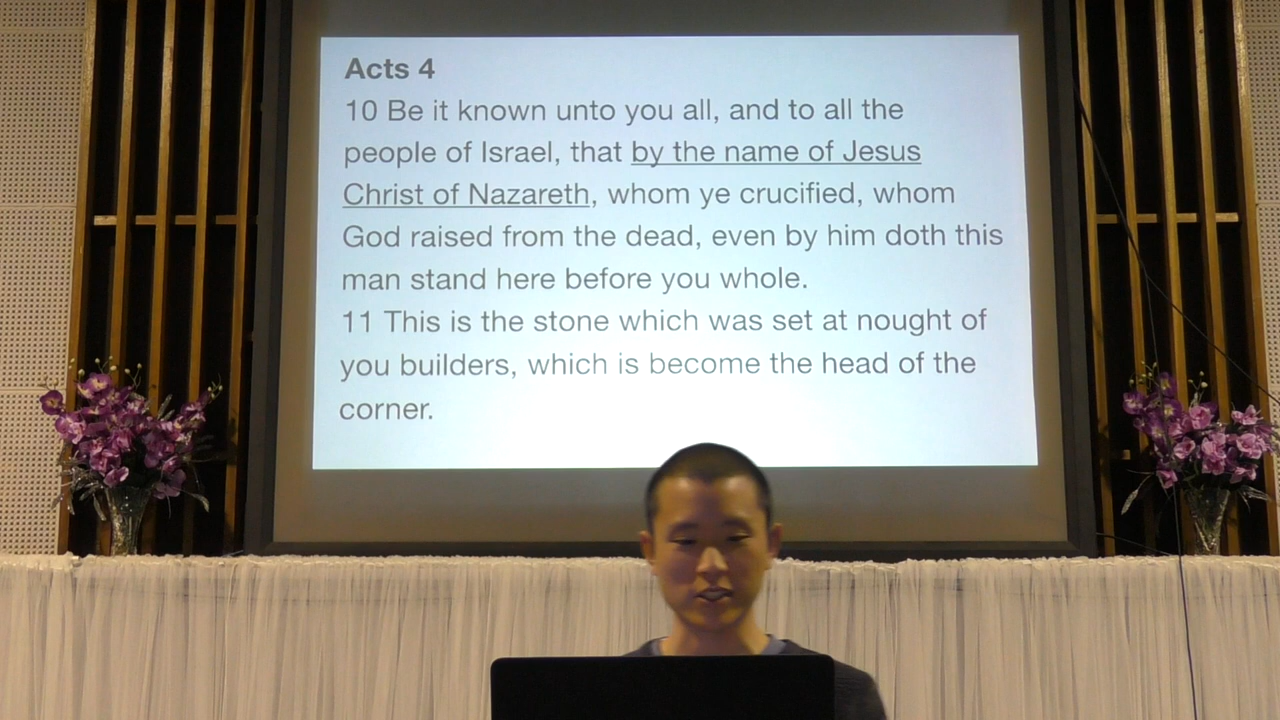 Acts 4
10 Be it known unto you all, and to all the
people of Israel, that by the name of Jesus
Christ of Nazareth, whom ye crucified, whom
God raised from the dead, even by him doth this
man stand here before you whole.
11 This is the stone which was set at nought of
you builders, which is become the head of the
corner.